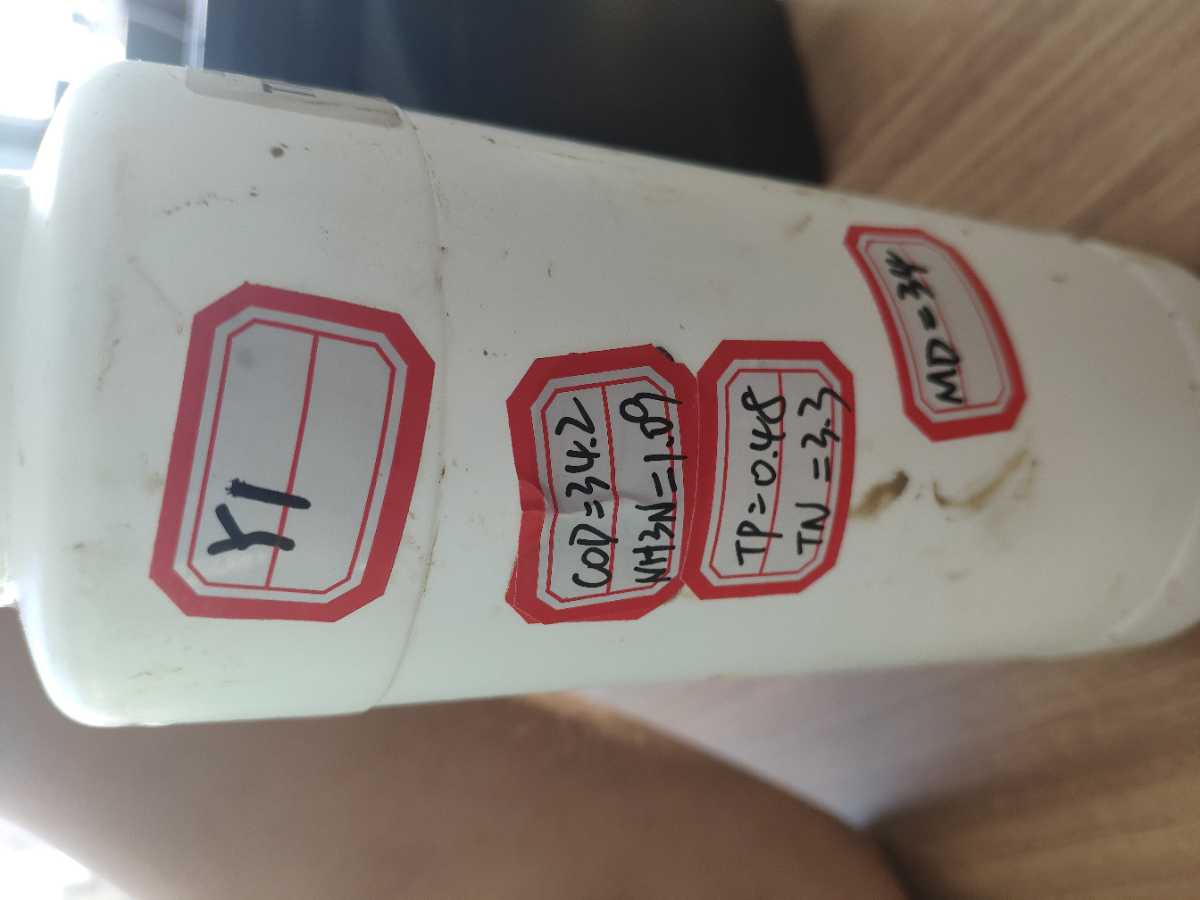 Y1
COD=34.2
NH3N=1.09
TP=0.48
TN=3.3
MD=34